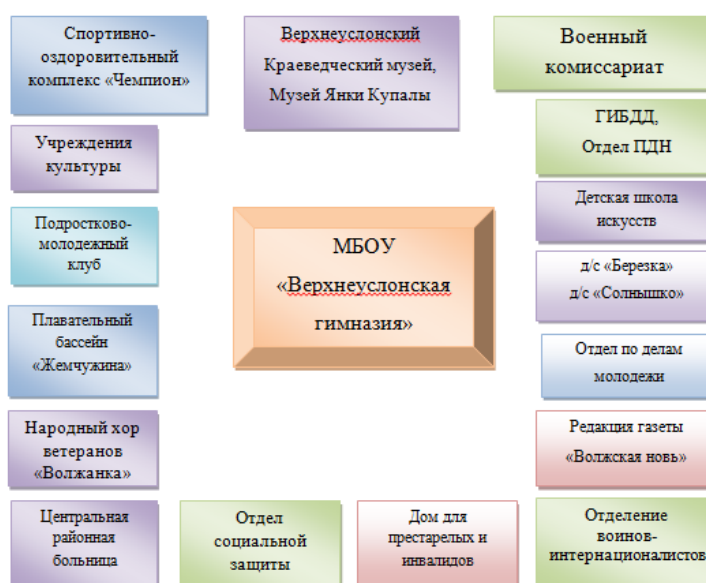 Спортивно-
оздоровительный
комплекс «Чемпион»
Верхнеуслонский
Краеведческий музей,
Музей Янки Купалы
Военный
комиссариат
Учреждения
культуры
ГИБДД,
Отдел ПДН
Подростково-
молодежный
клуб
МБОУ
«Верхнеуслонская
гимназия»
Детская школа
искусств
д/с «Березка»
д/с «Солнышко»
Плавательный
бассейн
«Жемчужина»
Отдел по делам
молодежи
Народный хор
ветеранов
«Волжанка»
Редакция газеты
«Волжская новь»
Центральная
районная
больница
Отдел
социальной
защиты
Дом для
престарелых и
инвалидов
Отделение
воинов-
интернационалистов